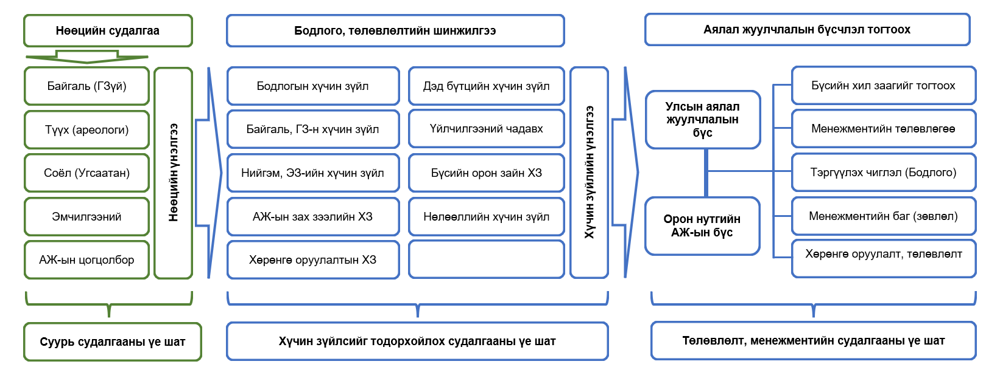 Нөөцийн судалгаа
Бодлого, төлөвлөлтийн шинжилгээ
Аялал жуулчлалын бүсчлэл тогтоох
Байгаль (ГЗүй)
Түүх (ареологи)
Соёл (Угсаатан)
Эмчилгээний
АЖ-ын цогцолбор
Нөөцийн үнэлгээ
Бодлогын хүчин зүйл
Байгаль, ГЗ-н хүчин зүйл
Нийгэм, ЭЗ-ийн хүчин зүйл
АЖ-ын зах зээлийн ХЗ
Хөрөнгө оруулалтын ХЗ
Дэд бүтцийн хүчин зүйл
Үйлчилгээний чадавх
Бүсийн орон зайн ХЗ
Нөлөөллийн хүчин зүйл
Хүчин зүйлийн үнэлгээ
Улсын аялал
жуулчлалын
бүс
Орон нутгийн
АЖ-ын бүс
Бүсийн хил заагийг тогтоох
Менежментийн төлөвлөгөө
Тэргүүлэх чиглэл (Бодлого)
Менежментийн баг (зөвлөл)
Хөрөнгө оруулалт, төлөвлөлт
Суурь судалгааны үе шат
Хүчин зүйлсийг тодорхойлох судалгааны үе шат
Төлөвлөлт, менежментийн судалгааны үе шат